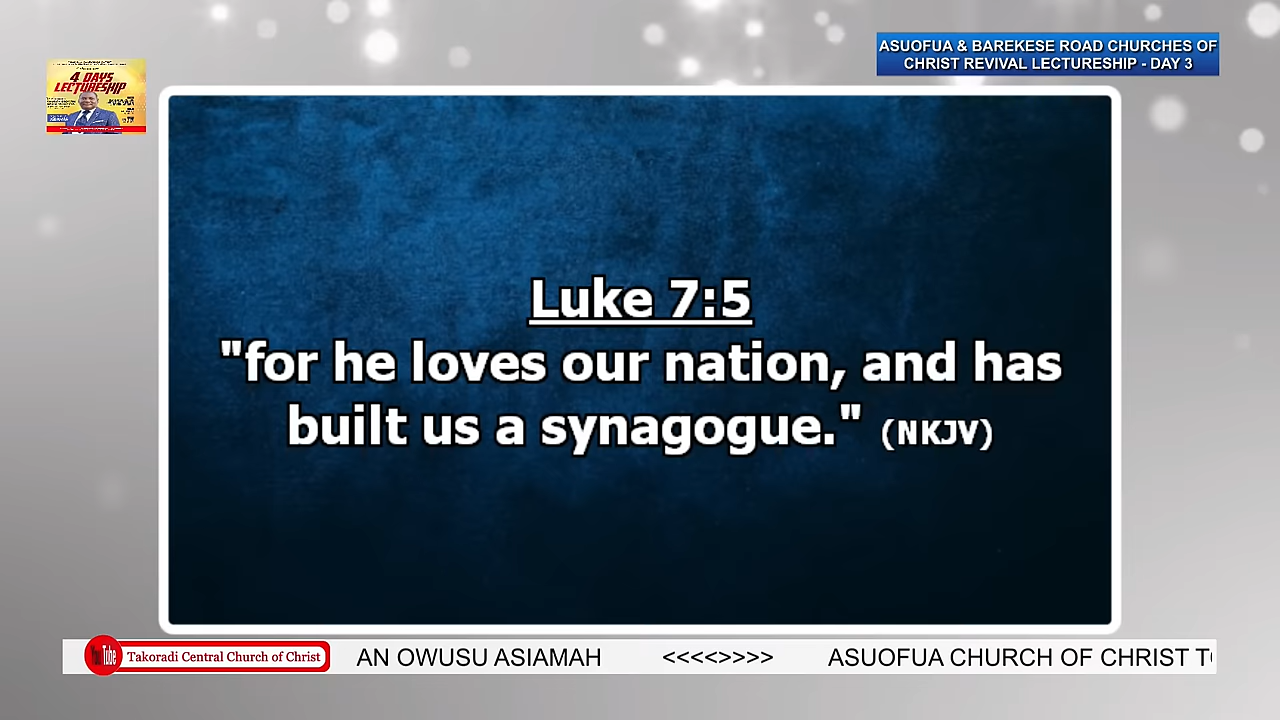 ASUOFUA & BAREKESE ROAD CHURCHES OF
CHRIST REVIVAL LECTURESHIP - DAY 3
4 DAYS
LECTURESHIP
Luke 7:5
"for he loves our nation, and has
built us a synagogue." (NKJV)
YouTube Takoradi Central Church of Christ
AN OWUSU ASIAMAH <<<<>>>> ASUOFUA CHURCH OF CHRIST